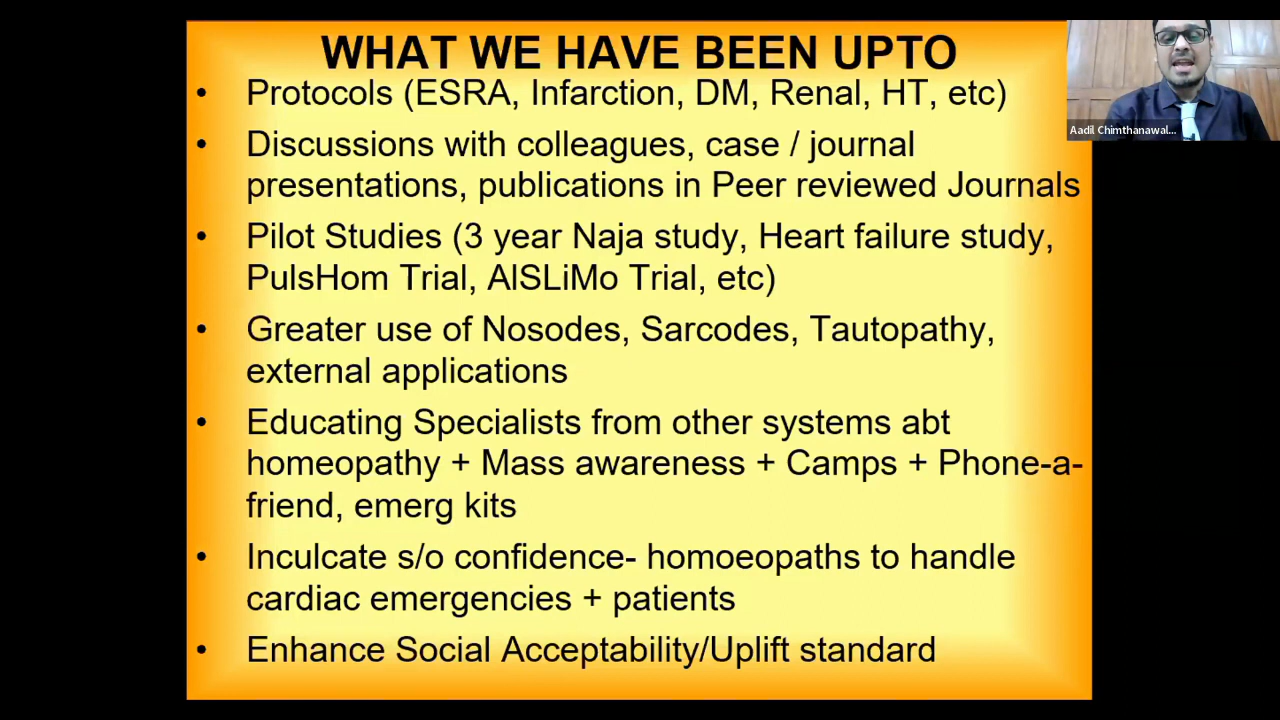 WHAT WE HAVE BEEN UPTO
• Protocols (ESRA, Infarction, DM, Renal, HT, etc)
• Discussions with colleagues, case / journal
presentations, publications in Peer reviewed Journals
• Pilot Studies (3 year Naja study, Heart failure study,
PulsHom Trial, AlSLiMo Trial, etc)
• Greater use of Nosodes, Sarcodes, Tautopathy,
external applications
• Educating Specialists from other systems abt
homeopathy + Mass awareness + Camps + Phone-a-
friend, emerg kits
• Inculcate s/o confidence- homoeopaths to handle
cardiac emergencies + patients
• Enhance Social Acceptability/Uplift standard
Aadil Chimthanawal...